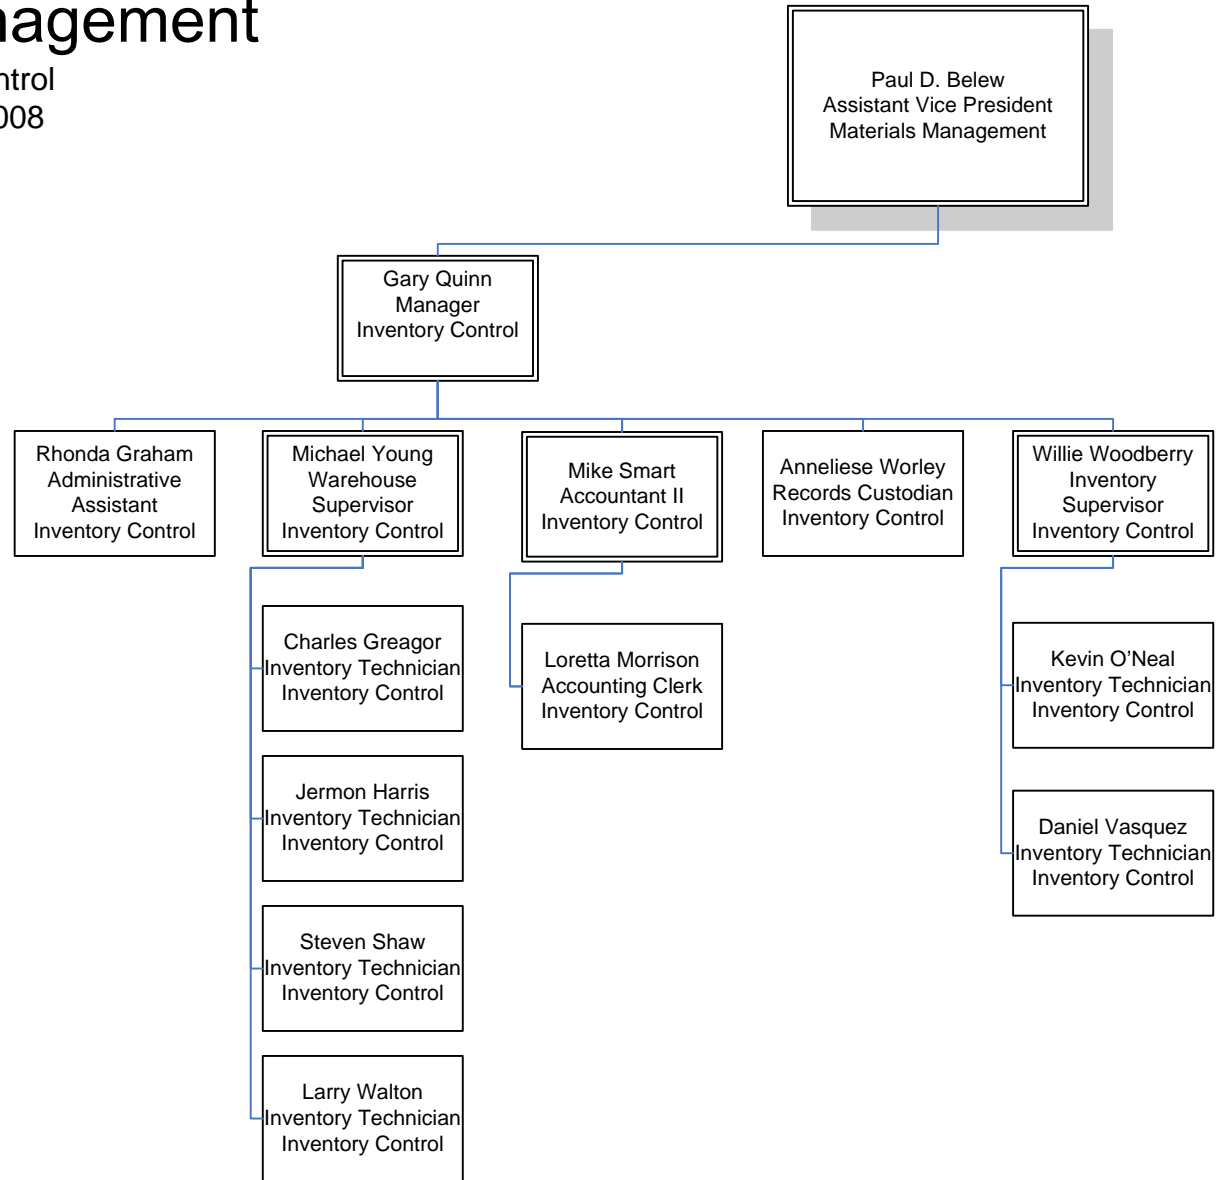 nagement
ntrol
008
Paul D. Belew
Assistant Vice President
Materials Management
Gary Quinn
Manager
Inventory Control
Rhonda Graham
Administrative
Assistant
Inventory Control
Michael Young
Warehouse
Supervisor
Inventory Control
Mike Smart
Accountant II
Inventory Control
Anneliese Worley
Records Custodian
Inventory Control
Willie Woodberry
Inventory
Supervisor
Inventory Control
Charles Greagor
Inventory Technician
Inventory Control
Jermon Harris
Inventory Technician
Inventory Control
Steven Shaw
Inventory Technician
Inventory Control
Larry Walton
Inventory Technician
Inventory Control
Loretta Morrison
Accounting Clerk
Inventory Control
Kevin O’Neal
Inventory Technician
Inventory Control
Daniel Vasquez
Inventory Technician
Inventory Control